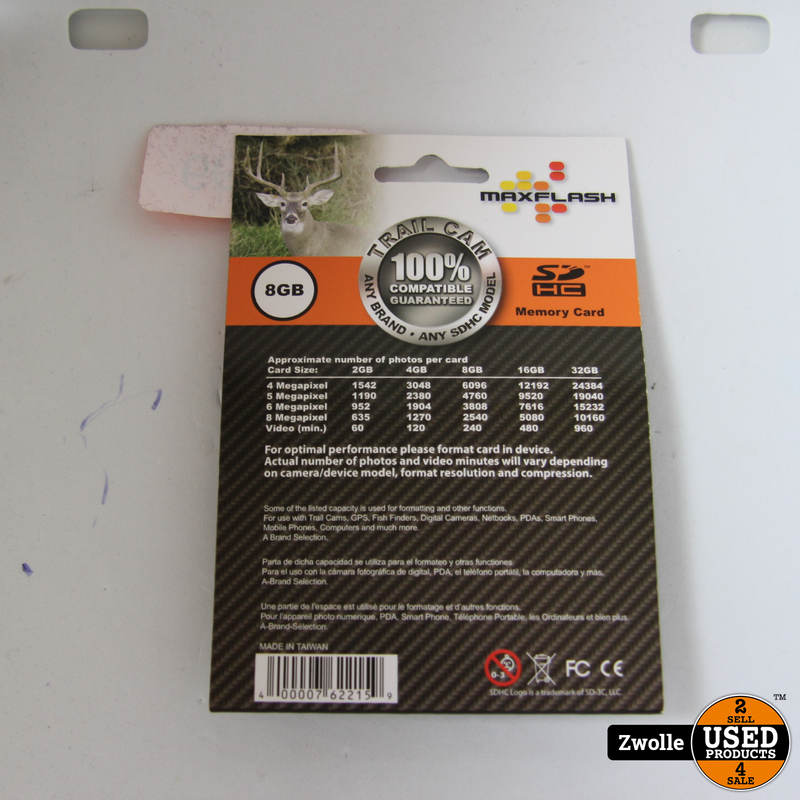 MAXFLASH
TRAIL CAM
100%
COMPATIBLE
GUARANTEED
ANY BRAND • ANY SDHC MODEL
8GB
SD™
HC
Memory Card
Approximate number of photos per card
Card Size: 2GB 4GB 8GB 16GB 32GB
4 Megapixel 1542 3048 6096 12192 24384
5 Megapixel 1190 2380 4760 9520 19040
6 Megapixel 952 1904 3808 7616 15232
8 Megapixel 635 1270 2540 5080 10160
Video (min.) 60 120 240 480 960
For optimal performance please format card in device.
Actual number of photos and video minutes will vary depending
on camera/device model, format resolution and compression.
Some of the listed capacity is used for formatting and other functions.
For use with Trail Cams, GPS, Fish Finders, Digital Cameras, Netbooks, PDAs, Smart Phones,
Mobile Phones, Computers and much more.
A Brand Selection.
Parta de dicha capacidad se utiliza para el formateo y otras funciones.
Para el uso con la cámara fotográfica de digital, PDA, el teléfono portátil, la computadora y más.
A-Brand Selection.
Une partie de l'espace est utilisé pour le formatage et d'autres fonctions.
Pour l'appareil photo numerique, PDA, Smart Phone, Téléphone Portable, les Ordinateurs et bien plus.
A-Brand-Sélection.
MADE IN TAIWAN
4 00007 62215 9
0-3
FC CE
SDHC Logo is a trademark of SD-3C, LLC.
Zwolle
2
SELL
USED
PRODUCTS
4
SALE
TM